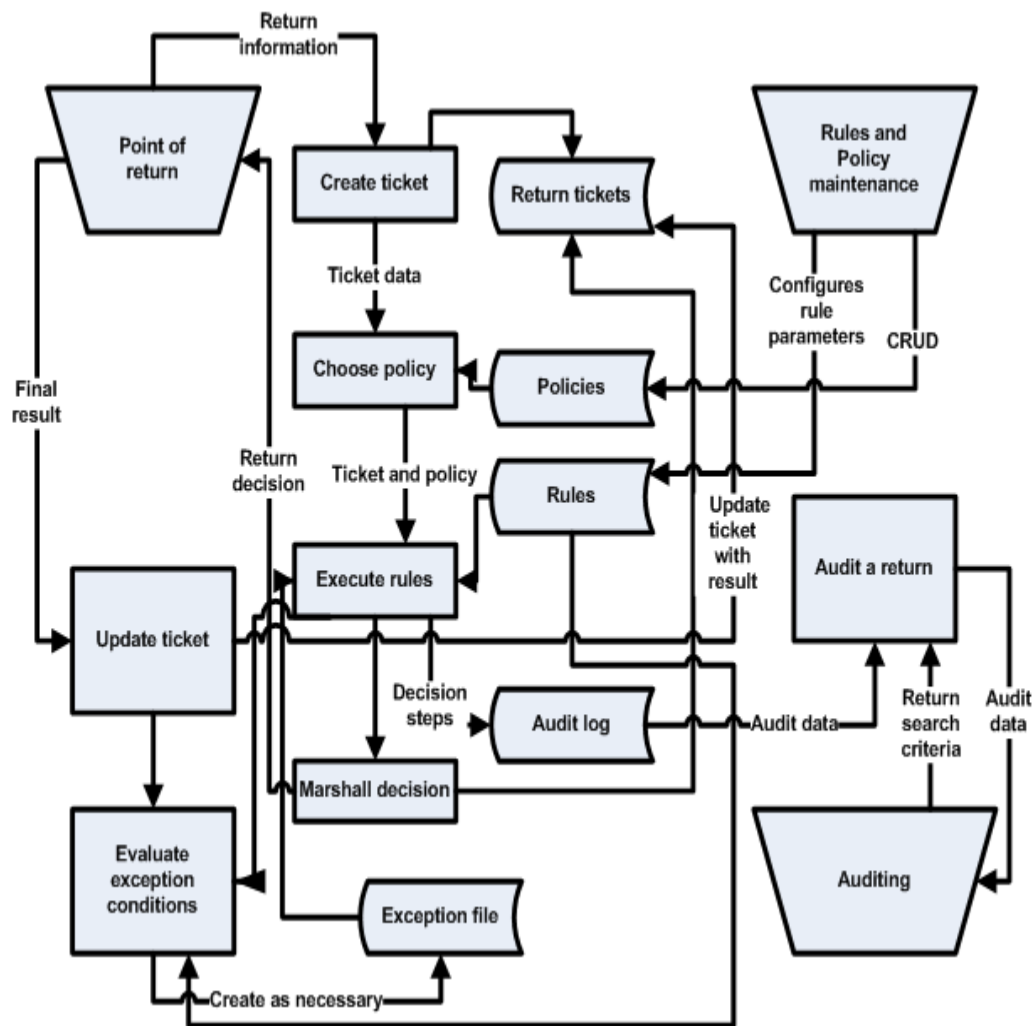 Return
information
Point of
return
Create ticket
Return tickets
Rules and
Policy
maintenance
Ticket data
Configures
rule
parameters
CRUD
Choose policy
Policies
Final
result
Return
decision
Ticket and policy
Rules
Update
ticket
with
result
Execute rules
Audit a return
Update ticket
Decision
steps
Audit log
Audit data
Return
search
criteria
Audit
data
Marshall decision
Evaluate
exception
conditions
Exception file
Auditing
Create as necessary